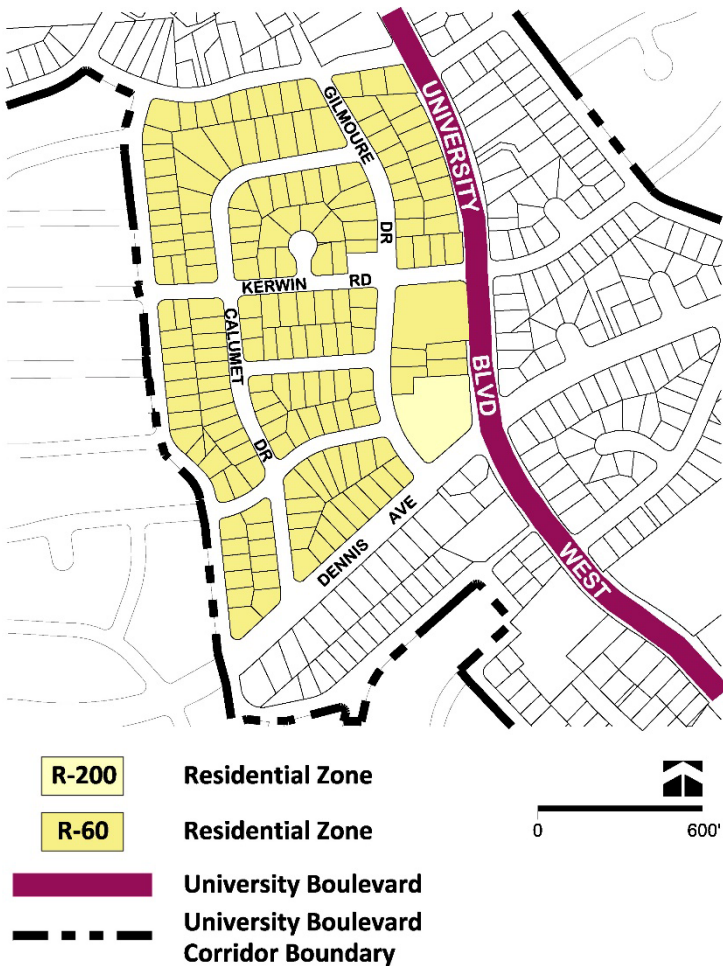 GILMOURE
DR
UNIVERSITY
BLVD
WEST
KERWIN RD
CALUMET
DR
DENNIS AVE
R-200 Residential Zone
R-60 Residential Zone
University Boulevard
University Boulevard
Corridor Boundary
0 600'